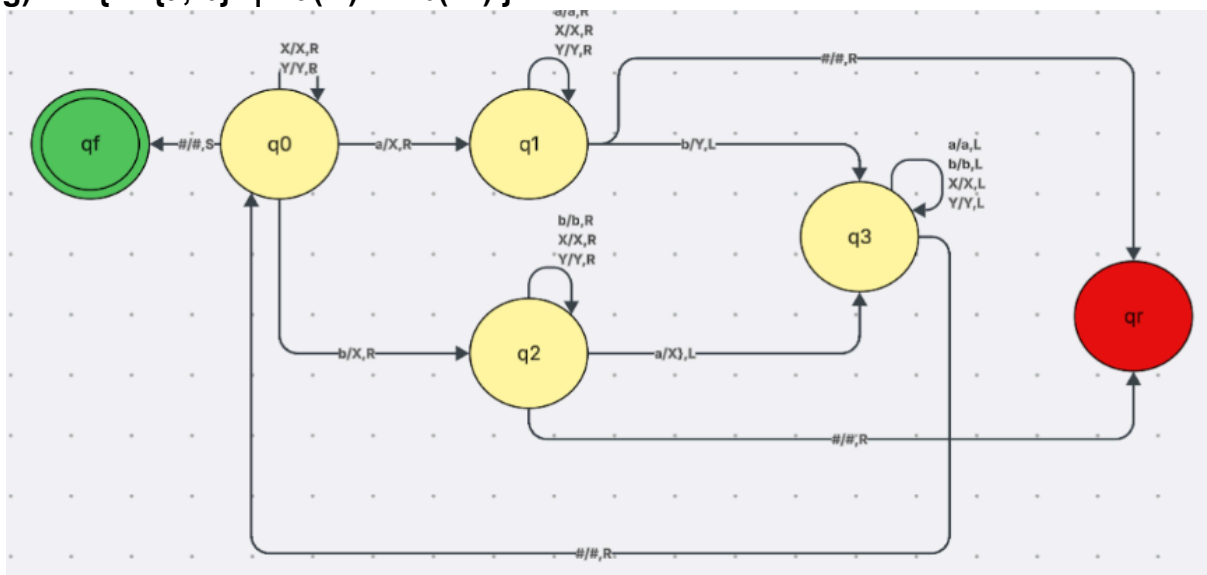 X/X,R
Y/Y,R
a/a,R
X/X,R
Y/Y,R
#/#,R
qf
#/#,S
q0
a/X,R
q1
b/Y,L
a/a,L
b/b,L
X/X,L
Y/Y,L
q3
b/b,R
X/X,R
Y/Y,R
qr
b/X,R
q2
a/X},L
#/#,R
#/#,R